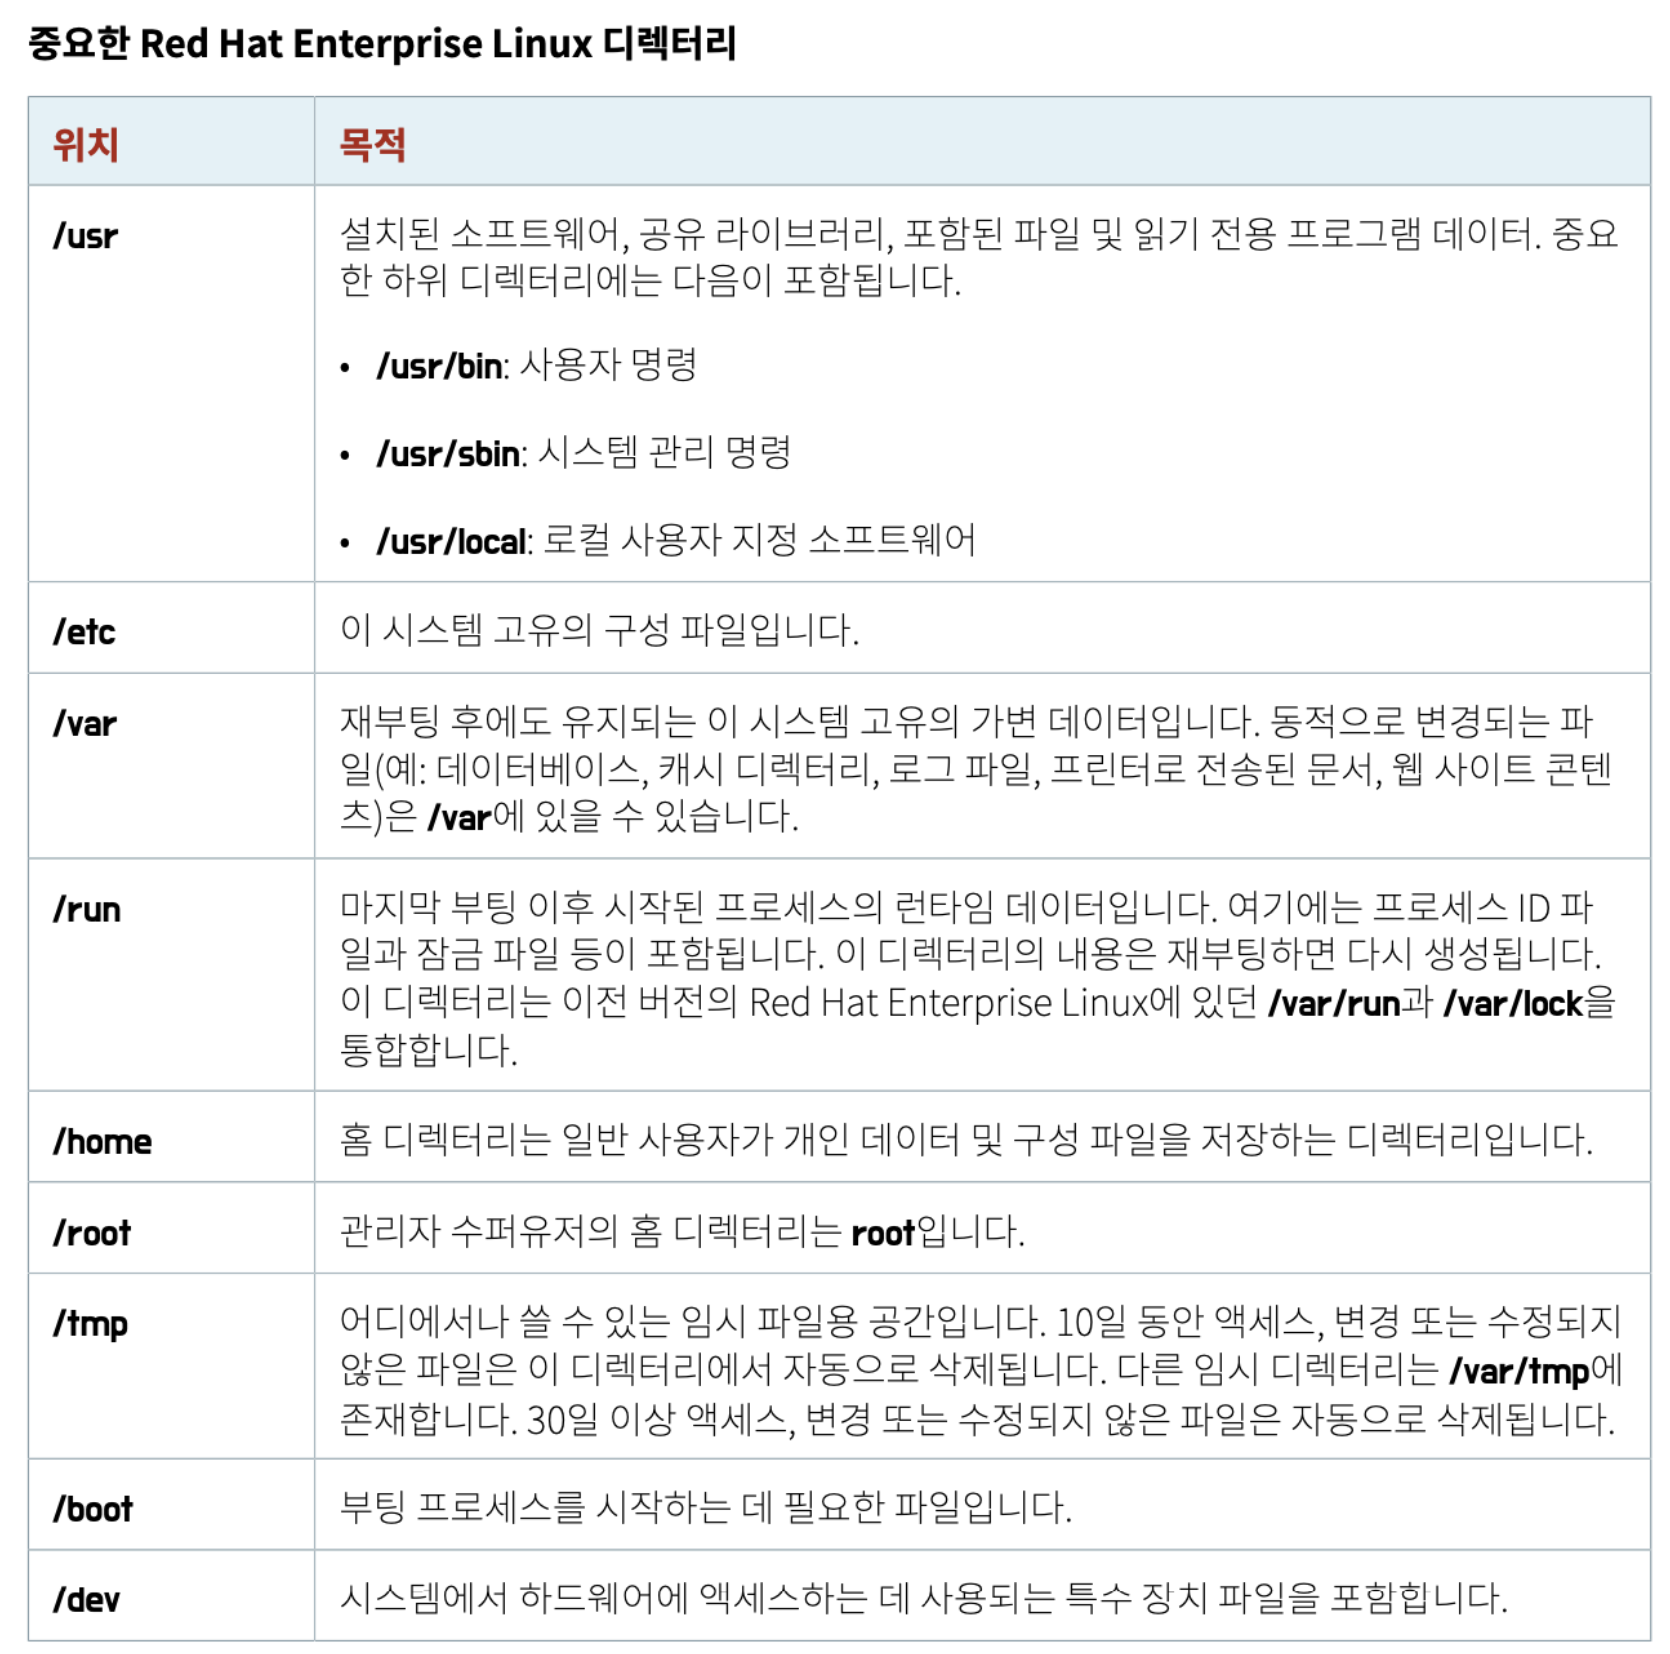 중요한 Red Hat Enterprise Linux 디렉터리
위치 목적
/usr 설치된 소프트웨어, 공유 라이브러리, 포함된 파일 및 읽기 전용 프로그램 데이터. 중요
한 하위 디렉터리에는 다음이 포함됩니다.
• /usr/bin: 사용자 명령
• /usr/sbin: 시스템 관리 명령
• /usr/local: 로컬 사용자 지정 소프트웨어
/etc 이 시스템 고유의 구성 파일입니다.
/var 재부팅 후에도 유지되는 이 시스템 고유의 가변 데이터입니다. 동적으로 변경되는 파
일(예: 데이터베이스, 캐시 디렉터리, 로그 파일, 프린터로 전송된 문서, 웹 사이트 콘텐
츠)은 /var에 있을 수 있습니다.
/run 마지막 부팅 이후 시작된 프로세스의 런타임 데이터입니다. 여기에는 프로세스 ID 파
일과 잠금 파일 등이 포함됩니다. 이 디렉터리의 내용은 재부팅하면 다시 생성됩니다.
이 디렉터리는 이전 버전의 Red Hat Enterprise Linux에 있던 /var/run과 /var/lock을
통합합니다.
/home 홈 디렉터리는 일반 사용자가 개인 데이터 및 구성 파일을 저장하는 디렉터리입니다.
/root 관리자 수퍼유저의 홈 디렉터리는 root입니다.
/tmp 어디에서나 쓸 수 있는 임시 파일용 공간입니다. 10일 동안 액세스, 변경 또는 수정되지
않은 파일은 이 디렉터리에서 자동으로 삭제됩니다. 다른 임시 디렉터리는 /var/tmp에
존재합니다. 30일 이상 액세스, 변경 또는 수정되지 않은 파일은 자동으로 삭제됩니다.
/boot 부팅 프로세스를 시작하는 데 필요한 파일입니다.
/dev 시스템에서 하드웨어에 액세스하는 데 사용되는 특수 장치 파일을 포함합니다.